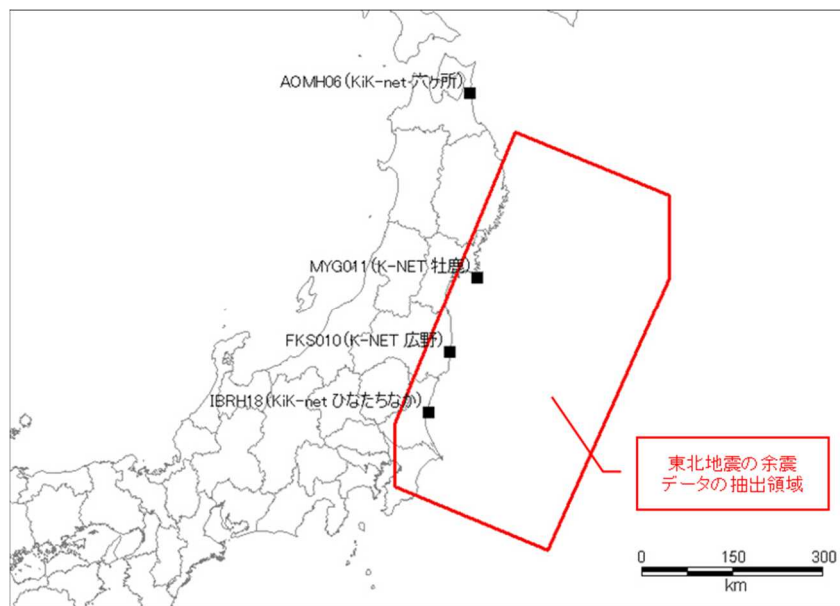 AOMH06(KiK-net 六ヶ所)
MYG011(K-NET 牡鹿)
FKS010(K-NET 広野)
IBRH18(KiK-net ひなたちなか)
東北地震の余震
データの抽出領域
0 150 300
km